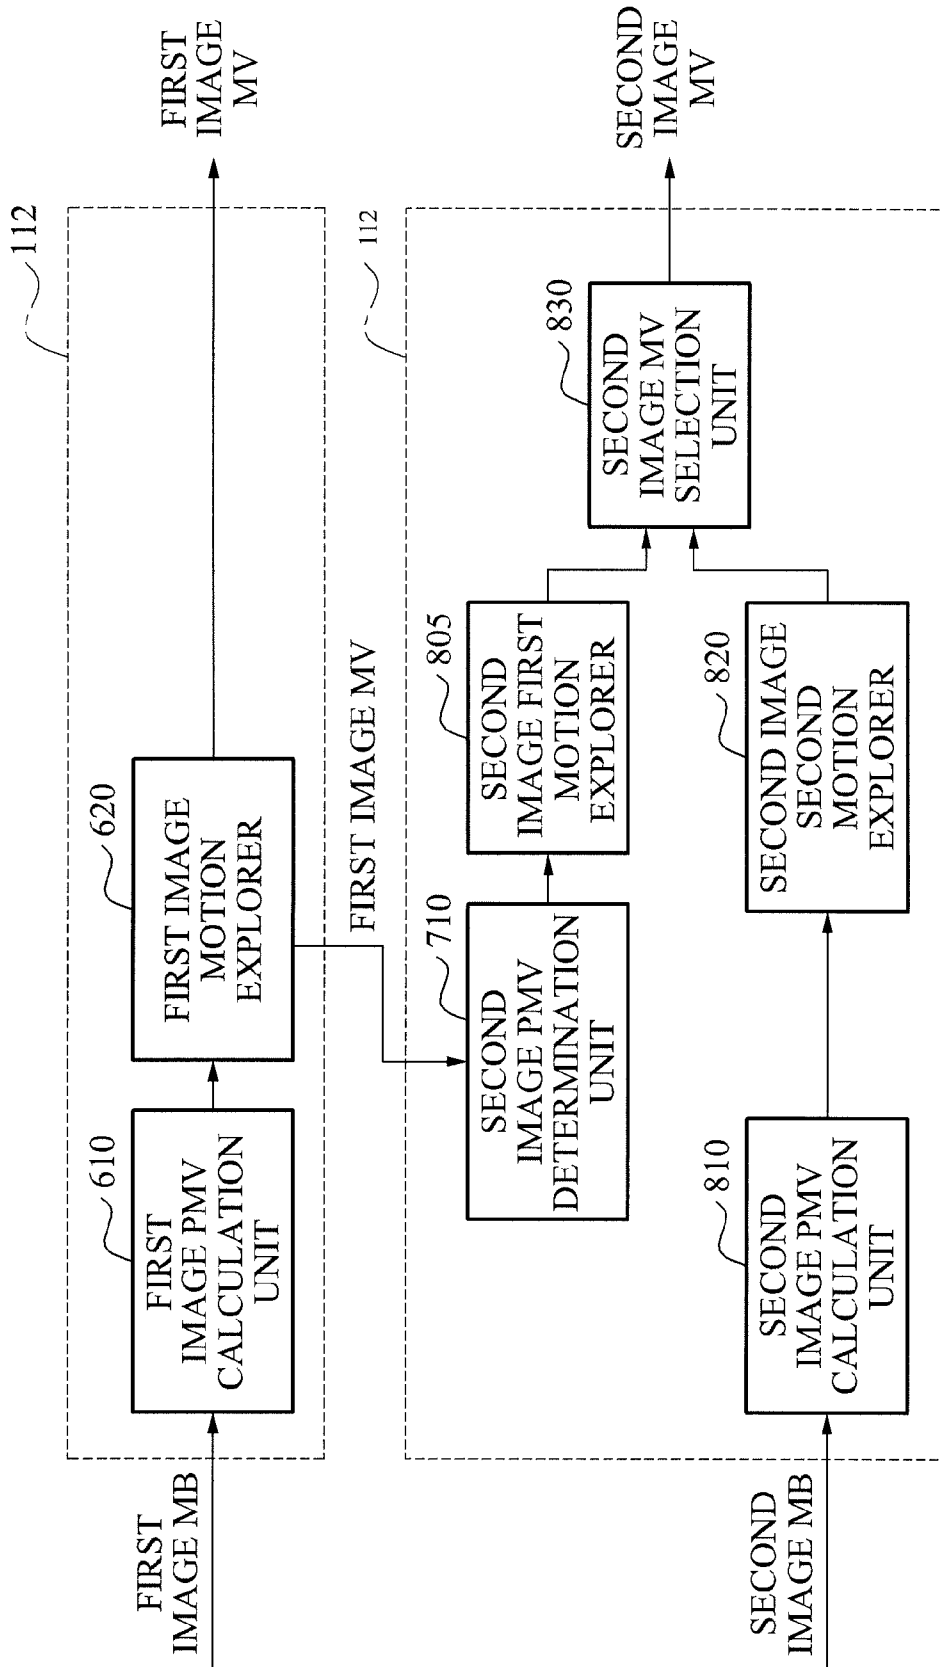 112
FIRST
IMAGE MB
610
FIRST
IMAGE PMV
CALCULATION
UNIT
620
FIRST IMAGE
MOTION
EXPLORER
FIRST
IMAGE
MV
FIRST IMAGE MV
112
710
SECOND
IMAGE PMV
DETERMINATION
UNIT
805
SECOND
IMAGE FIRST
MOTION
EXPLORER
830
SECOND
IMAGE MV
SELECTION
UNIT
SECOND
IMAGE
MV
SECOND
IMAGE MB
810
SECOND
IMAGE PMV
CALCULATION
UNIT
820
SECOND IMAGE
SECOND
MOTION
EXPLORER